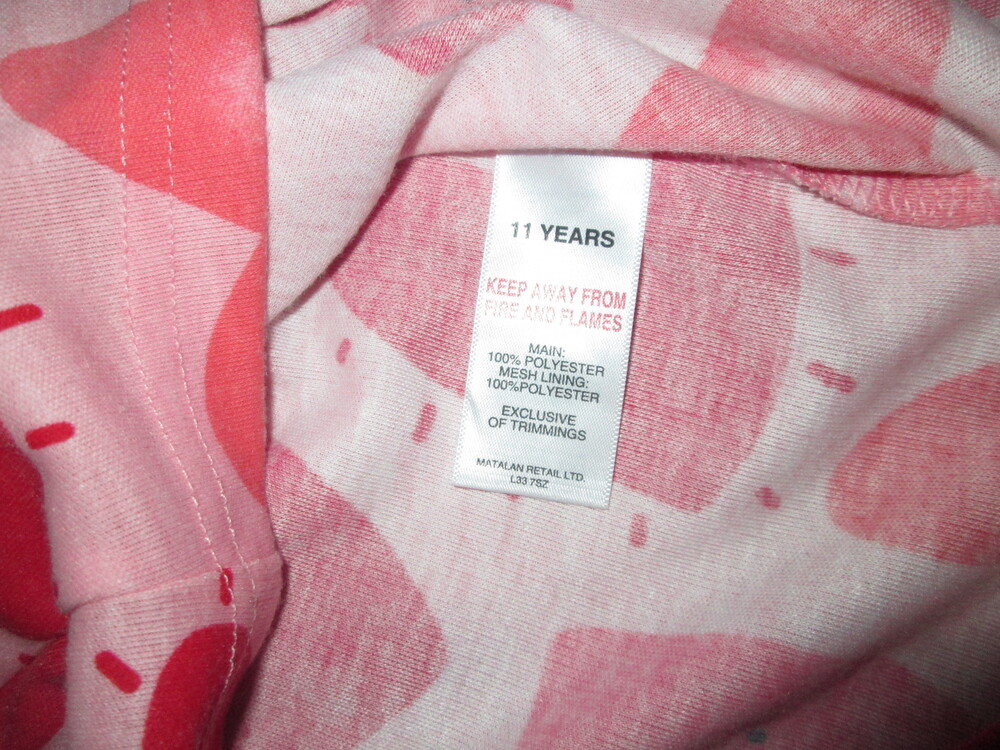 11 YEARS
KEEP AWAY FROM
FIRE AND FLAMES
MAIN:
100% POLYESTER
MESH LINING:
100%POLYESTER
EXCLUSIVE
OF TRIMMINGS
MATALAN RETAIL LTD.
L33 7SZ